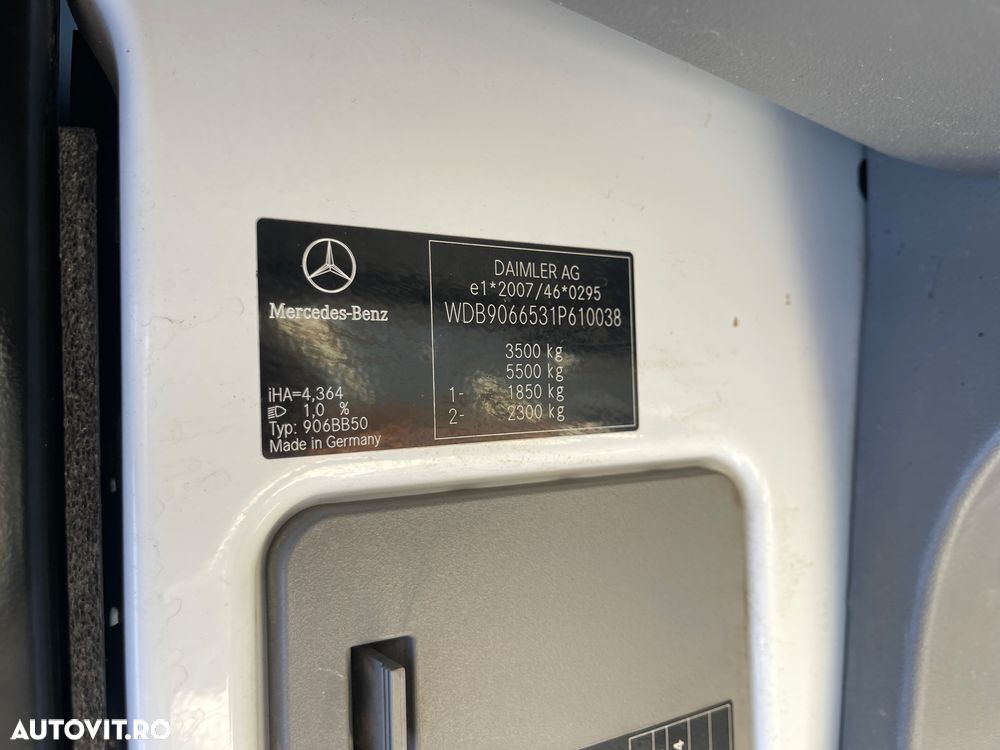 Mercedes-Benz
iHA=4,364
1,0 %
Typ: 906BB50
Made in Germany
DAIMLER AG
e1*2007/46*0295
WDB9066531P610038
3500 kg
5500 kg
1- 1850 kg
2- 2300 kg
4
AUTOVIT.RO